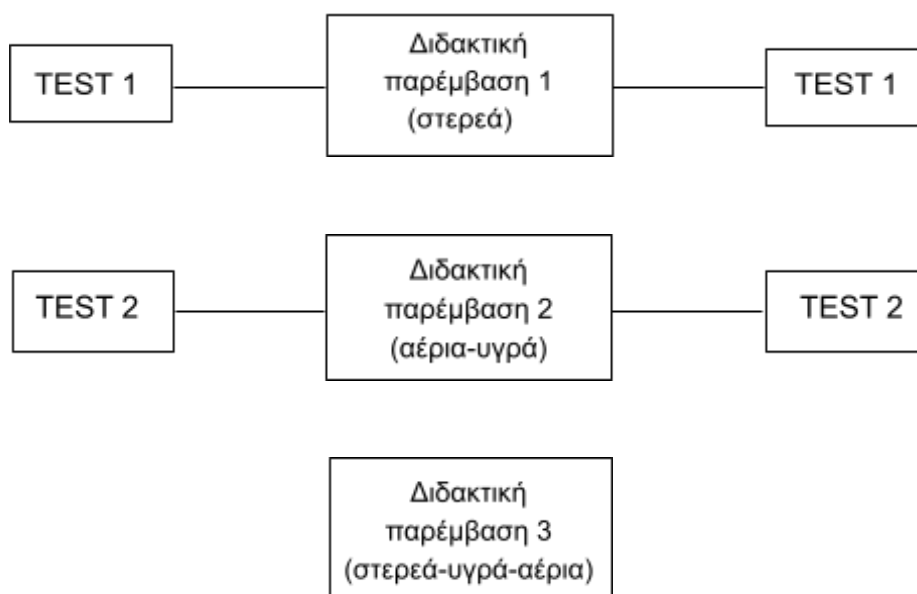 TEST 1
Διδακτική
παρέμβαση 1
(στερεά)
TEST 1
TEST 2
Διδακτική
παρέμβαση 2
(αέρια-υγρά)
TEST 2
Διδακτική
παρέμβαση 3
(στερεά-υγρά-αέρια)